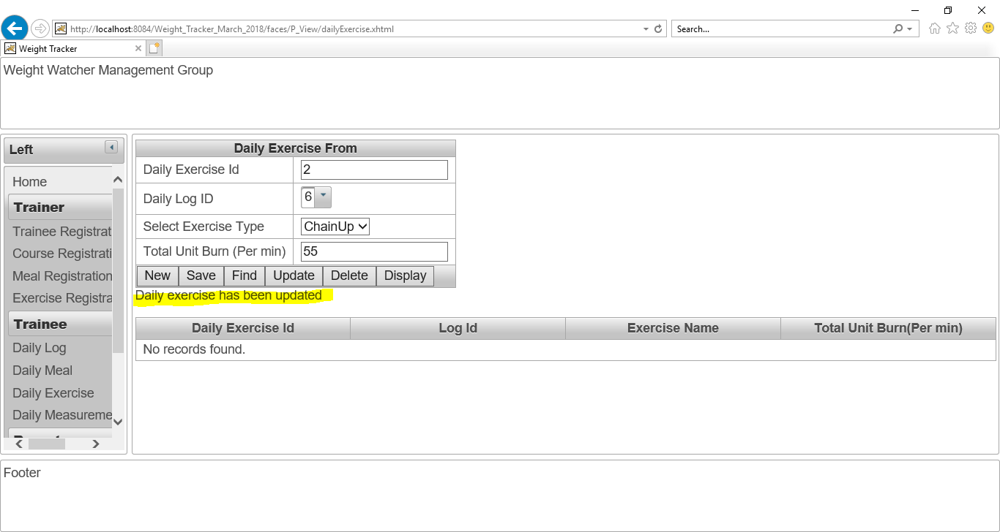 http://localhost:8084/Weight_Tracker_March_2018/faces/P_View/dailyExercise.xhtml
Search...
Weight Tracker
Weight Watcher Management Group
Left
Home
Trainer
Trainee Registrat
Course Registrati
Meal Registration
Exercise Registra
Trainee
Daily Log
Daily Meal
Daily Exercise
Daily Measureme
Daily Exercise From
Daily Exercise Id 2
Daily Log ID 6
Select Exercise Type ChainUp
Total Unit Burn (Per min) 55
New Save Find Update Delete Display
Daily exercise has been updated
Daily Exercise Id Log Id Exercise Name Total Unit Burn(Per min)
No records found.
Footer